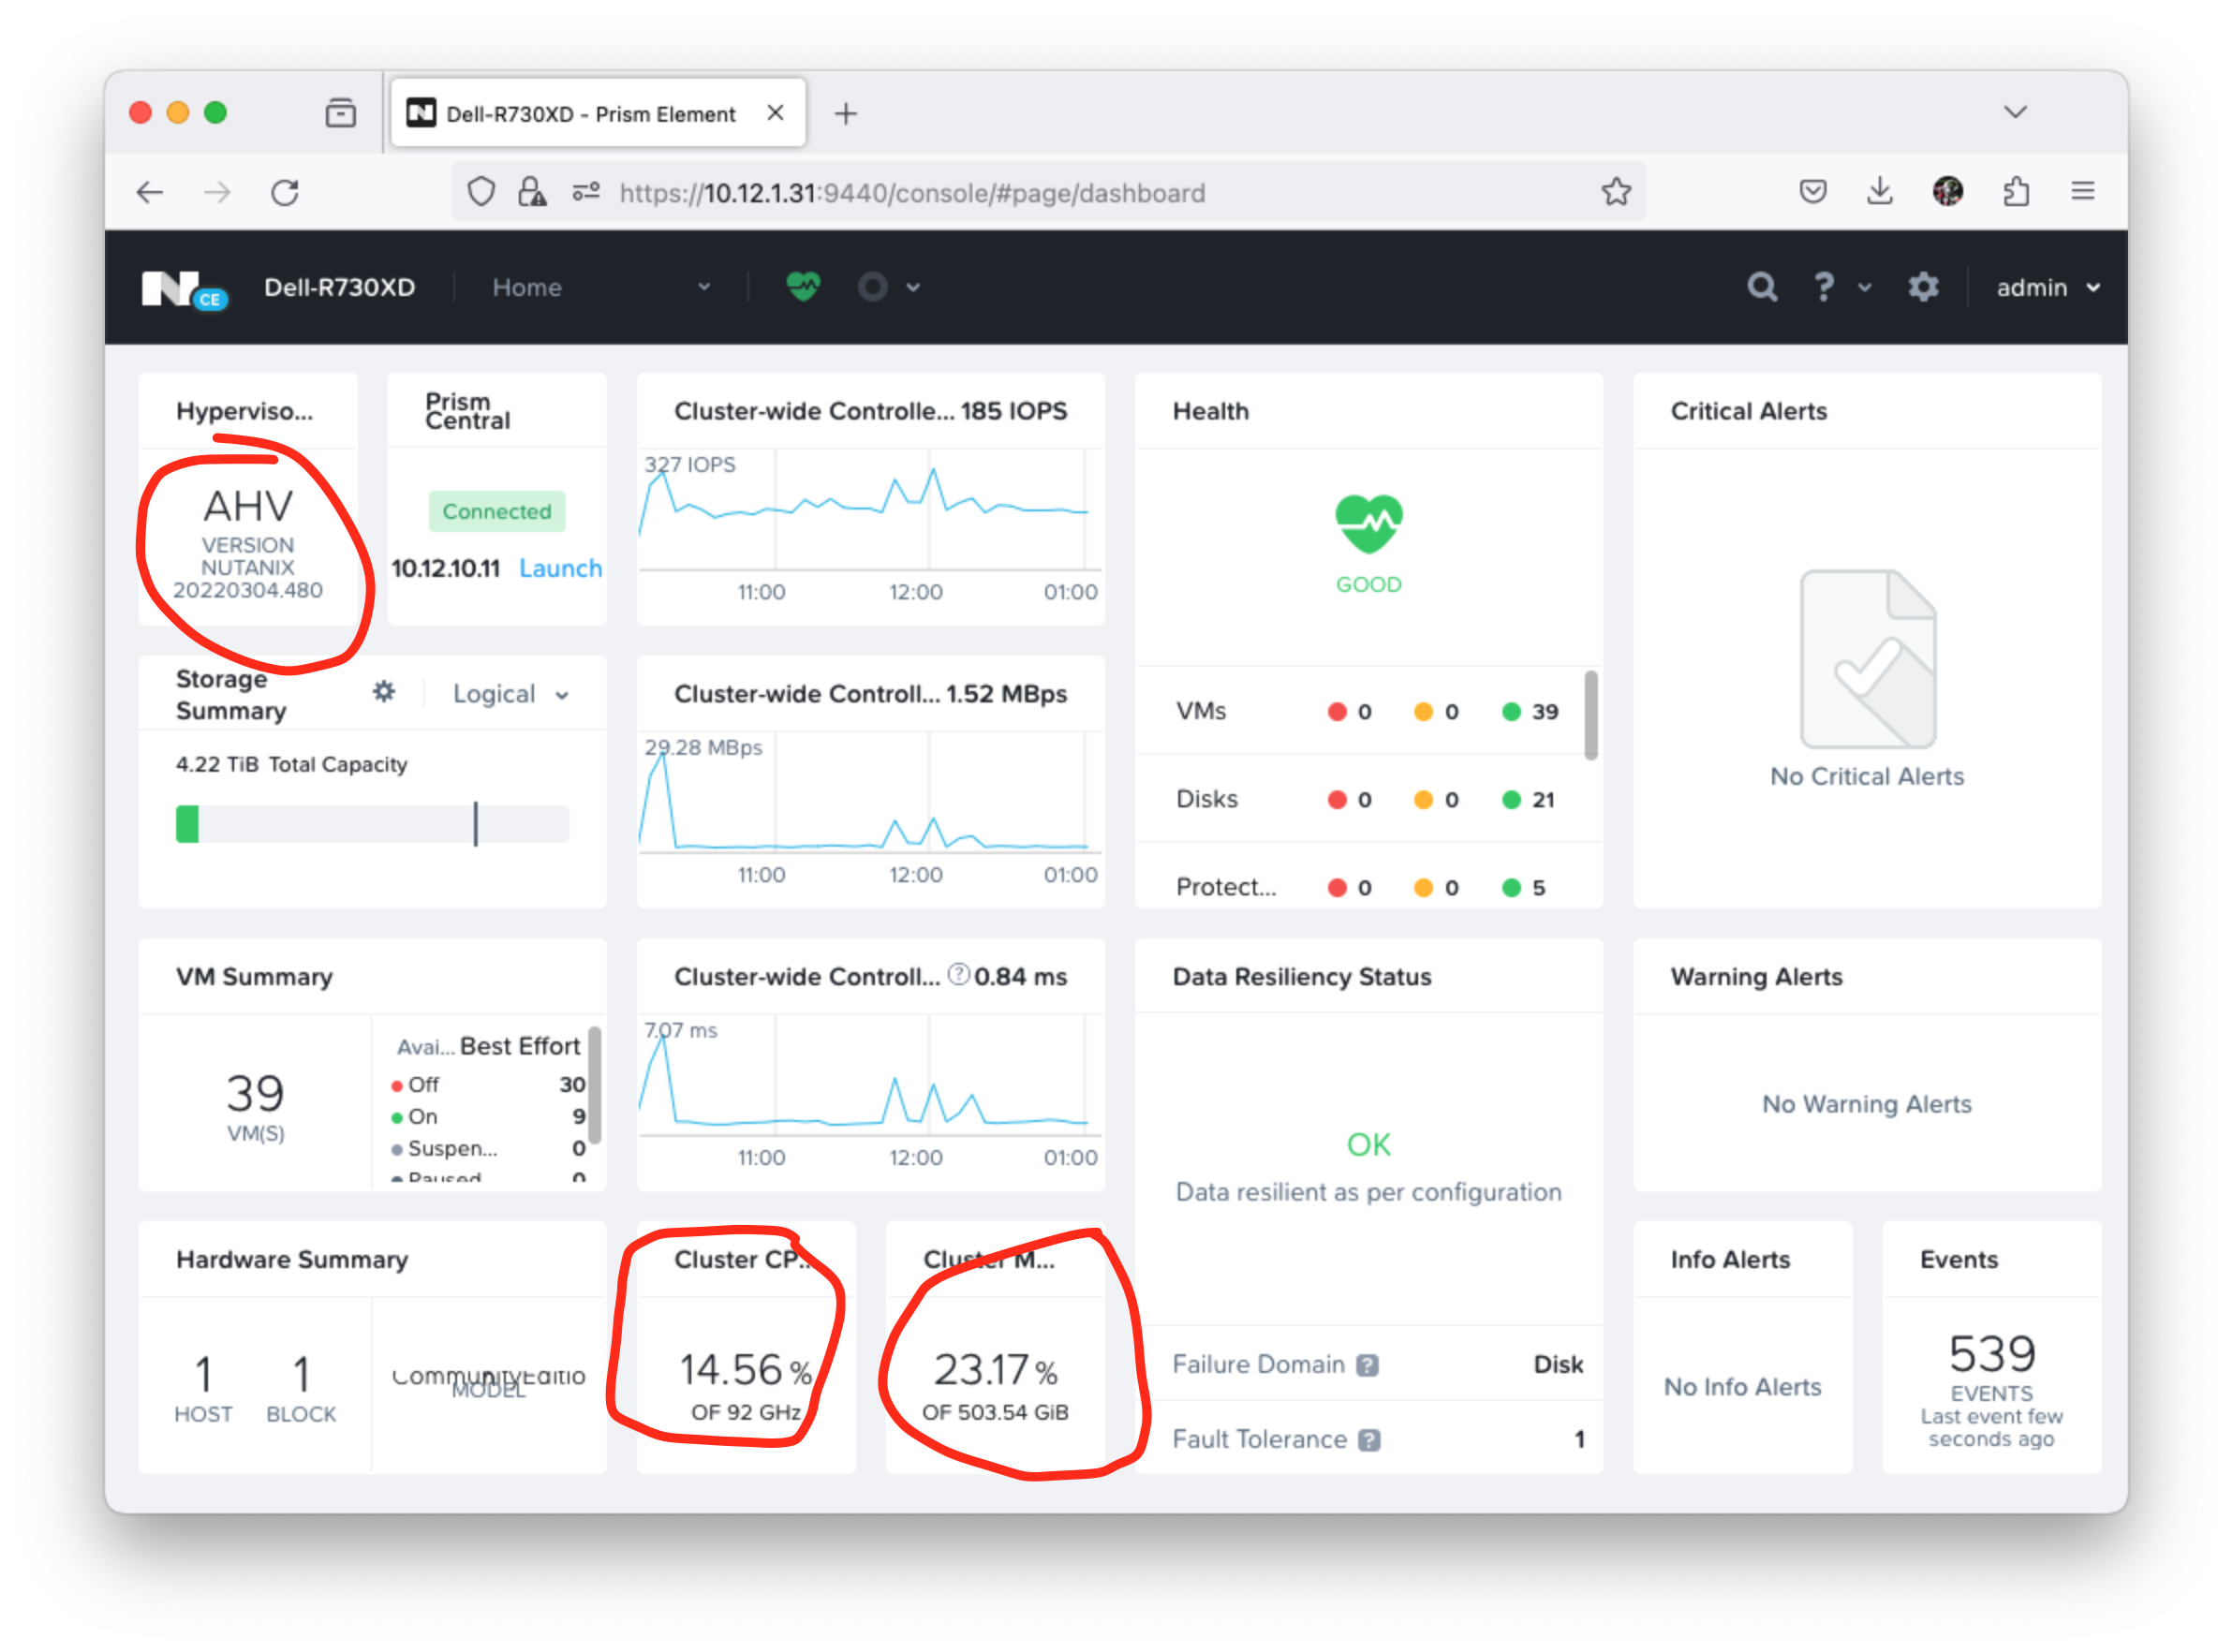 Dell-R730XD - Prism Element
https://10.12.1.31:9440/console/#page/dashboard
CE
Dell-R730XD
Home
?
admin
Hyperviso...
AHV
VERSION
NUTANIX
20220304.480
Prism
Central
Connected
10.12.10.11 Launch
Cluster-wide Controlle... 185 IOPS
327 IOPS
11:00 12:00 01:00
Health
GOOD
VMs 0 0 39
Disks 0 0 21
Protect... 0 0 5
Critical Alerts
No Critical Alerts
Storage
Summary
Logical
4.22 TiB Total Capacity
Cluster-wide Controll... 1.52 MBps
29.28 MBps
11:00 12:00 01:00
VM Summary
39
VM(S)
Avai... Best Effort
Off 30
On 9
Suspen... 0
Paused 0
Cluster-wide Controll... ? 0.84 ms
7.07 ms
11:00 12:00 01:00
Data Resiliency Status
OK
Data resilient as per configuration
Failure Domain ? Disk
Fault Tolerance ? 1
Warning Alerts
No Warning Alerts
Hardware Summary
1
HOST
1
BLOCK
CommunityEditio
MODEL
Cluster CP...
14.56 %
OF 92 GHz
Cluster M...
23.17 %
OF 503.54 GiB
Info Alerts
No Info Alerts
Events
539
EVENTS
Last event few
seconds ago